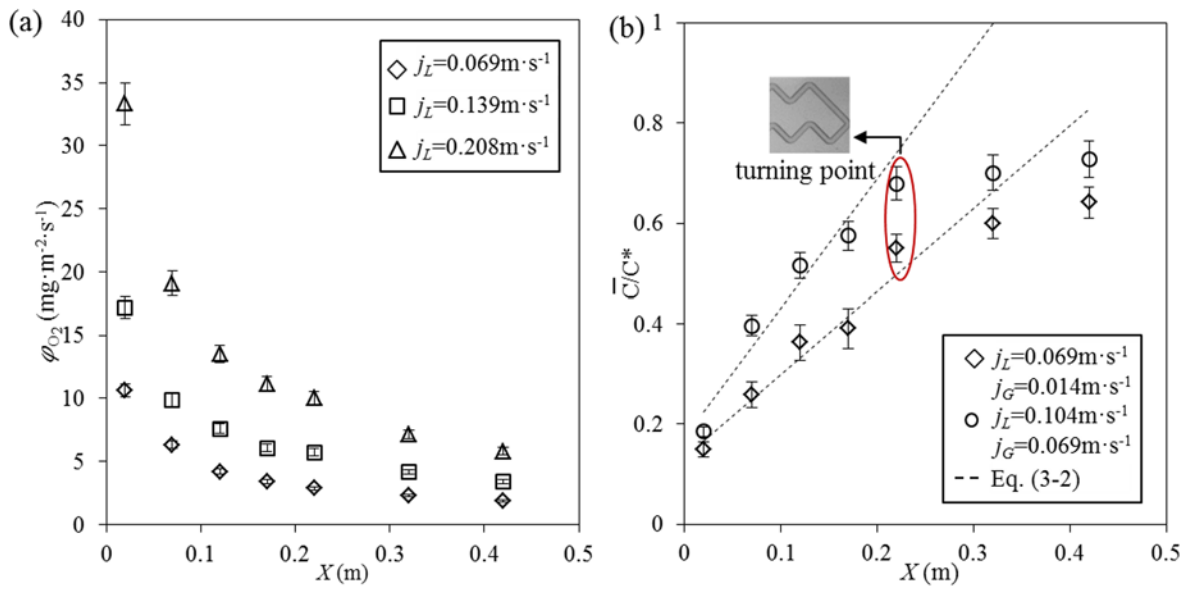 (a)
40
35
30
25
20
15
10
5
0
φO₂ (mg·m⁻²·s⁻¹)
jL=0.069m·s⁻¹
jL=0.139m·s⁻¹
jL=0.208m·s⁻¹
0 0.1 0.2 0.3 0.4 0.5
X (m)
(b)
1
0.8
0.6
0.4
0.2
0
C̅/C*
turning point
jL=0.069m·s⁻¹
jG=0.014m·s⁻¹
jL=0.104m·s⁻¹
jG=0.069m·s⁻¹
Eq. (3-2)
0 0.1 0.2 0.3 0.4 0.5
X (m)